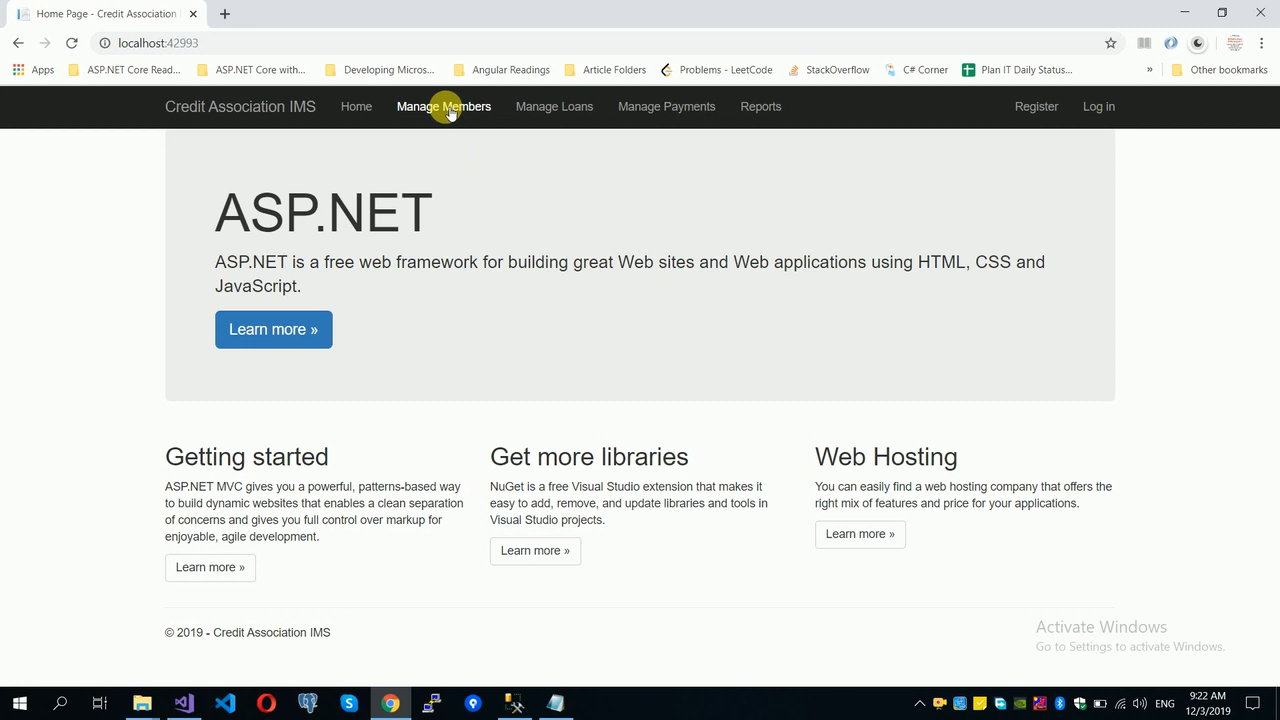 Home Page - Credit Association
localhost:42993
Apps ASP.NET Core Read... ASP.NET Core with... Developing Micros... Angular Readings Article Folders Problems - LeetCode StackOverflow C# Corner Plan IT Daily Status... » Other bookmarks
Credit Association IMS Home Manage Members Manage Loans Manage Payments Reports Register Log in
ASP.NET
ASP.NET is a free web framework for building great Web sites and Web applications using HTML, CSS and
JavaScript.
Learn more »
Getting started
ASP.NET MVC gives you a powerful, patterns-based way
to build dynamic websites that enables a clean separation
of concerns and gives you full control over markup for
enjoyable, agile development.
Learn more »
Get more libraries
NuGet is a free Visual Studio extension that makes it
easy to add, remove, and update libraries and tools in
Visual Studio projects.
Learn more »
Web Hosting
You can easily find a web hosting company that offers the
right mix of features and price for your applications.
Learn more »
© 2019 - Credit Association IMS
Activate Windows
Go to Settings to activate Windows.
ENG
9:22 AM
12/3/2019